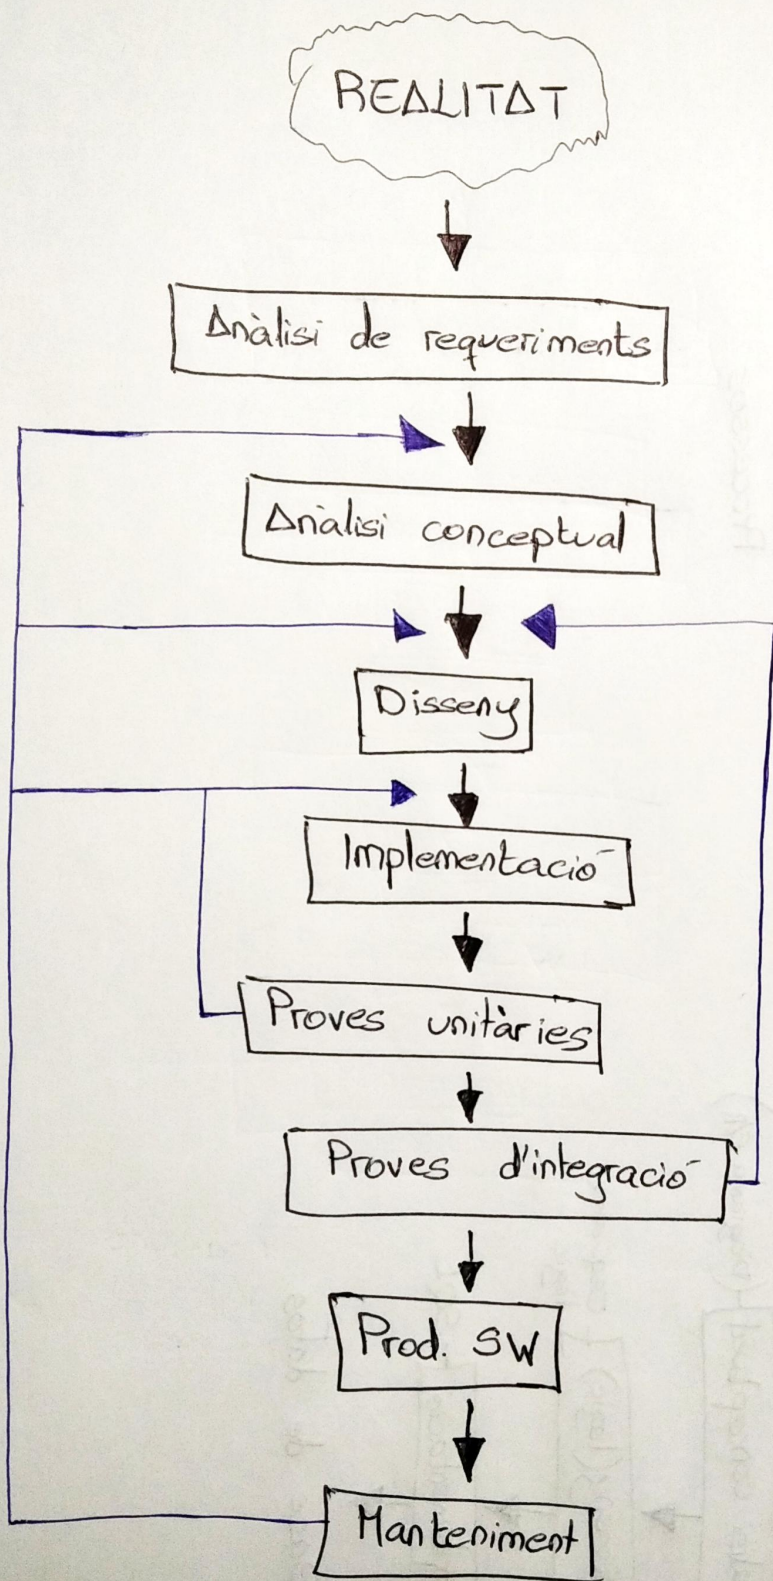 REALITAT
Anàlisi de requeriments
Anàlisi conceptual
Disseny
Implementació
Proves unitàries
Proves d'integració
Prod. SW
Manteniment